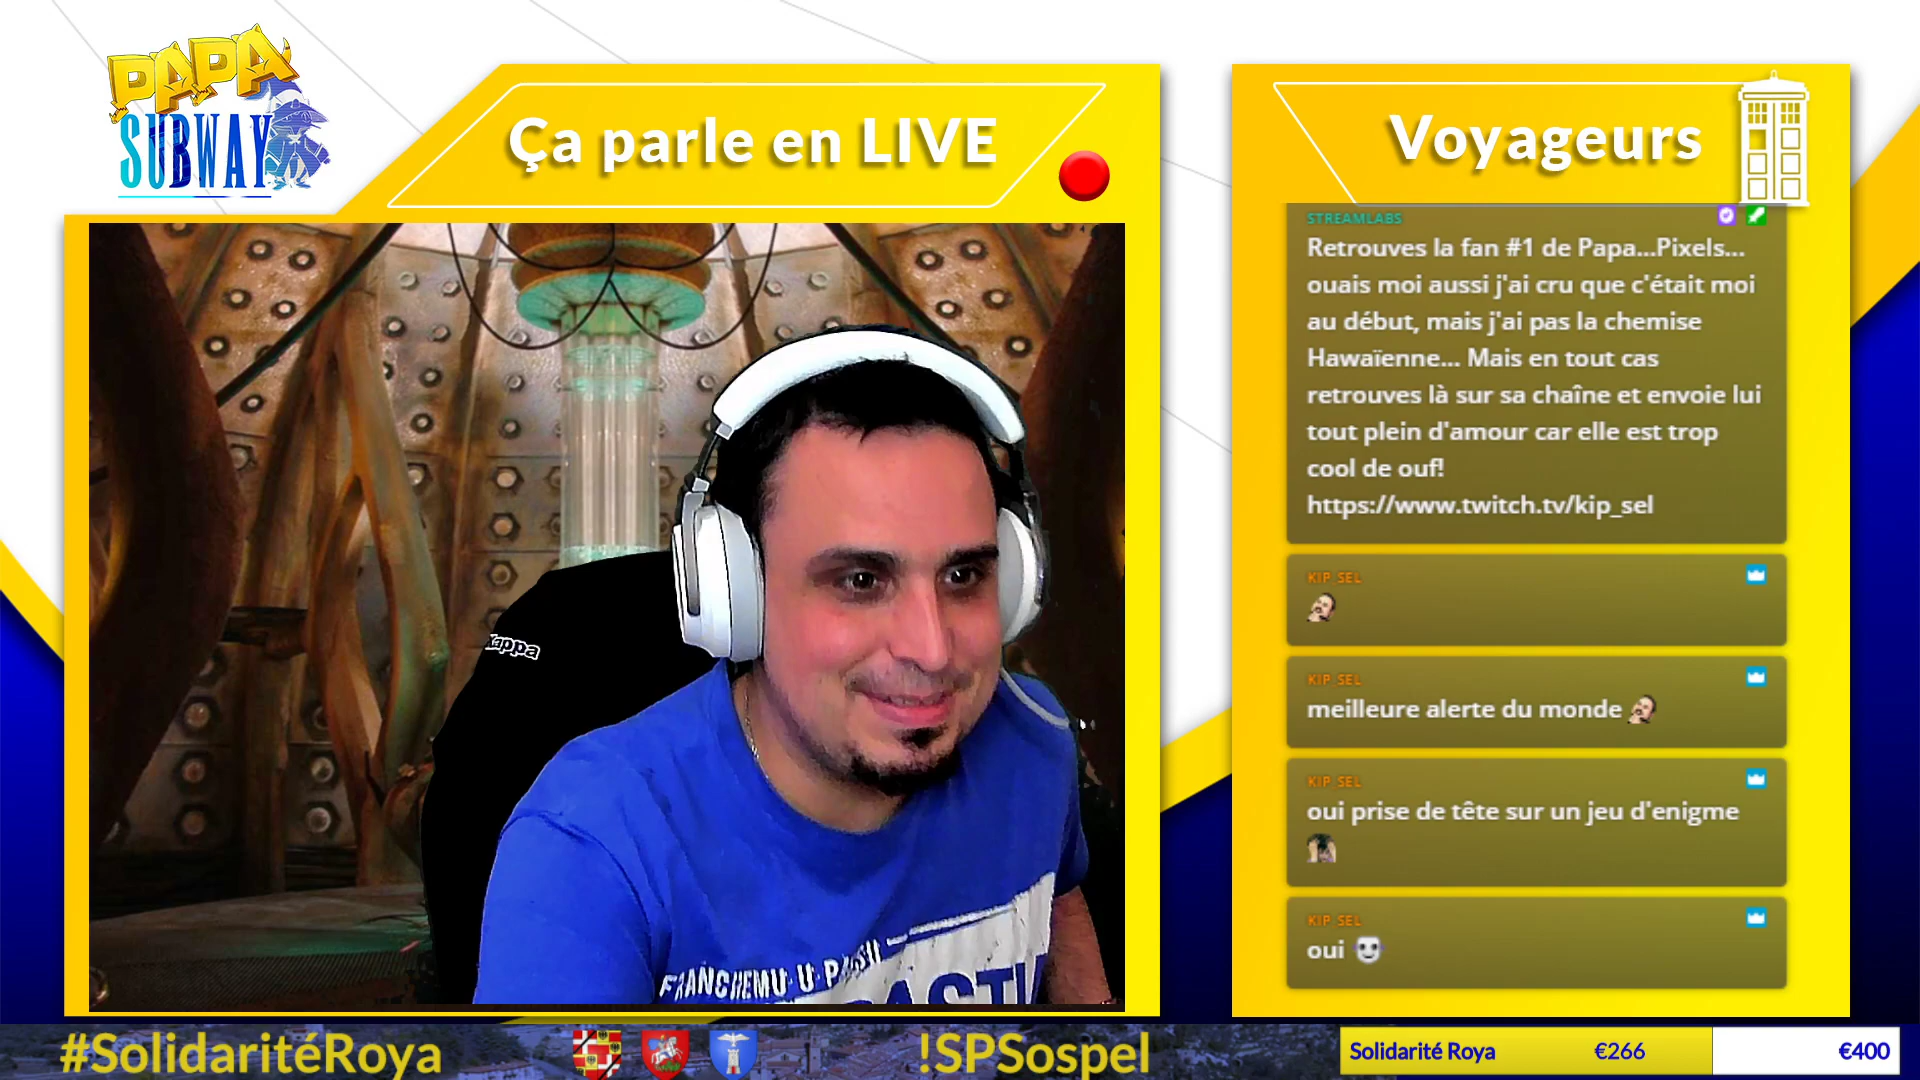 PAPA
SUBWAY
Ça parle en LIVE
Voyageurs
STREAMLABS
Retrouves la fan #1 de Papa...Pixels...
ouais moi aussi j'ai cru que c'était moi
au début, mais j'ai pas la chemise
Hawaïenne... Mais en tout cas
retrouves là sur sa chaîne et envoie lui
tout plein d'amour car elle est trop
cool de ouf!
https://www.twitch.tv/kip_sel
KIP_SEL
KIP_SEL
meilleure alerte du monde
KIP_SEL
oui prise de tête sur un jeu d'enigme
KIP_SEL
oui
Kappa
FRANCHEMU U PASSU
#SolidaritéRoya
!SPSospel
Solidarité Roya €266 €400